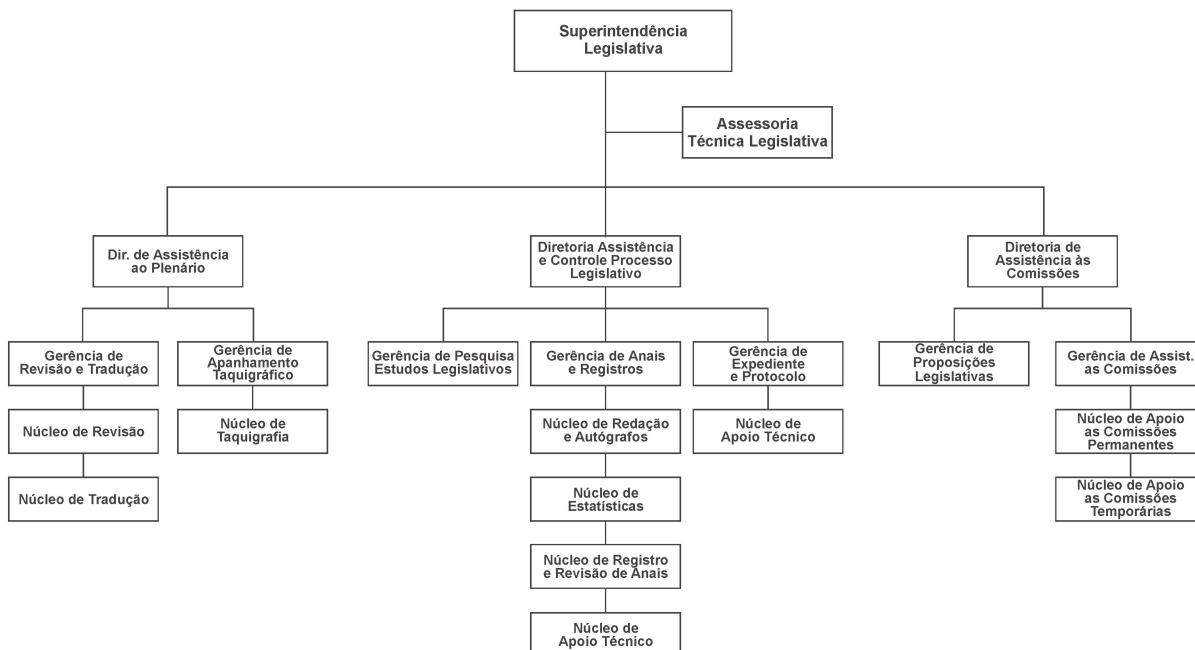 Superintendência
Legislativa
Assessoria
Técnica Legislativa
Dir. de Assistência
ao Plenário
Diretoria Assistência
e Controle Processo
Legislativo
Diretoria de
Assistência às
Comissões
Gerência de
Revisão e Tradução
Gerência de
Apanhamento
Taquigráfico
Gerência de Pesquisa
Estudos Legislativos
Gerência de Anais
e Registros
Gerência de
Expediente
e Protocolo
Gerência de
Proposições
Legislativas
Gerência de Assist.
as Comissões
Núcleo de Revisão
Núcleo de
Taquigrafia
Núcleo de Redação
e Autógrafos
Núcleo de
Apoio Técnico
Núcleo de Apoio
as Comissões
Permanentes
Núcleo de Tradução
Núcleo de
Estatísticas
Núcleo de Apoio
as Comissões
Temporárias
Núcleo de Registro
e Revisão de Anais
Núcleo de
Apoio Técnico